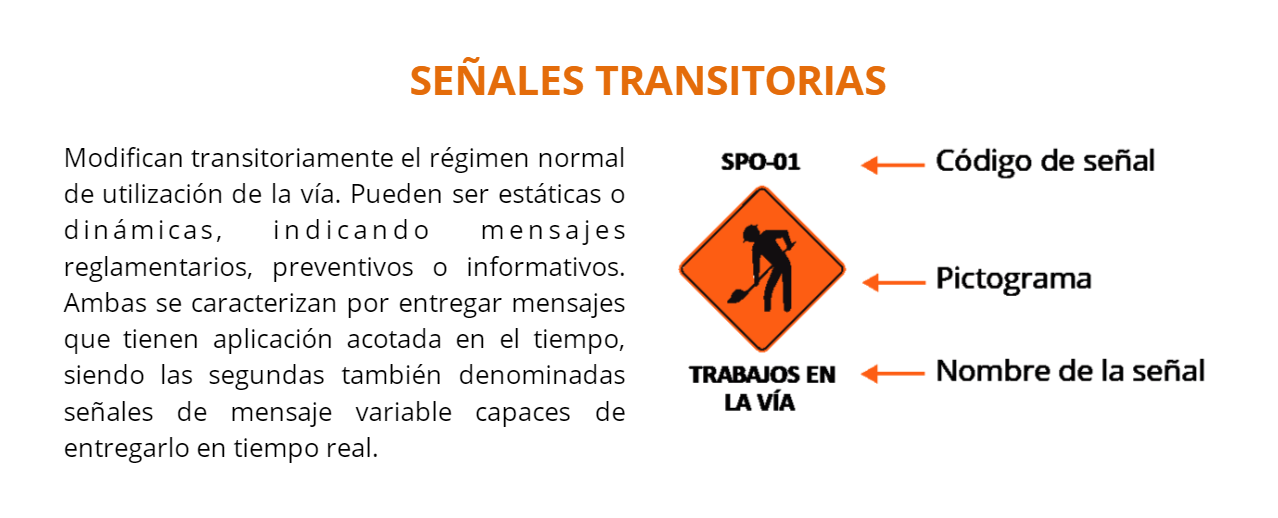 SEÑALES TRANSITORIAS
Modifican transitoriamente el régimen normal
de utilización de la vía. Pueden ser estáticas o
dinámicas, indicando mensajes
reglamentarios, preventivos o informativos.
Ambas se caracterizan por entregar mensajes
que tienen aplicación acotada en el tiempo,
siendo las segundas también denominadas
señales de mensaje variable capaces de
entregarlo en tiempo real.
SPO-01
Código de señal
Pictograma
TRABAJOS EN
LA VÍA
Nombre de la señal